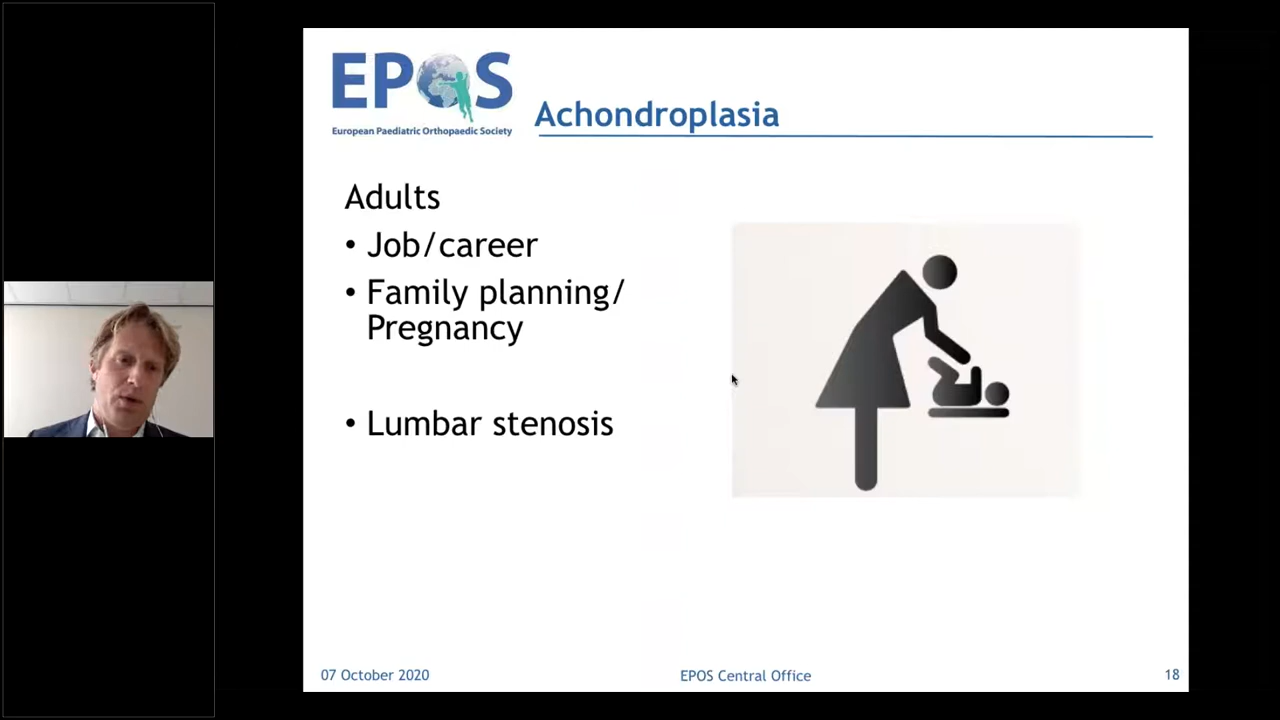 EPOS
European Paediatric Orthopaedic Society
Achondroplasia
Adults
• Job/career
• Family planning/
Pregnancy
• Lumbar stenosis
07 October 2020
EPOS Central Office
18